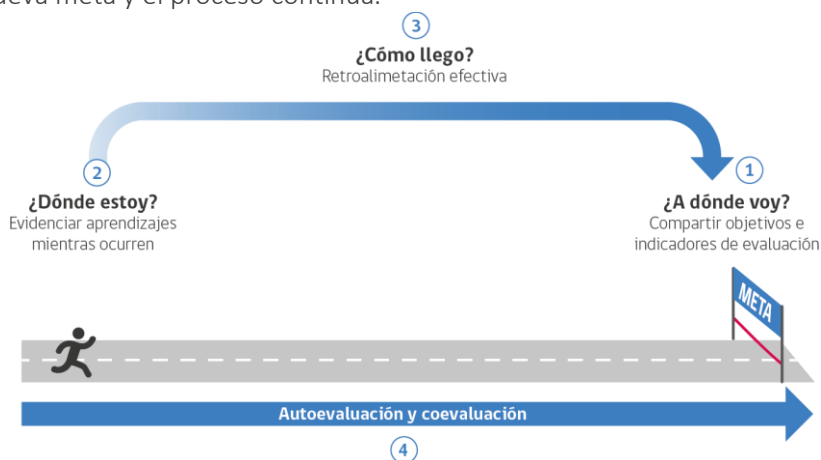 ueva meta y el proceso continúa.
3
¿Cómo llego?
Retroalimetación efectiva
2
¿Dónde estoy?
Evidenciar aprendizajes
mientras ocurren
1
¿A dónde voy?
Compartir objetivos e
indicadores de evaluación
META
Autoevaluación y coevaluación
4